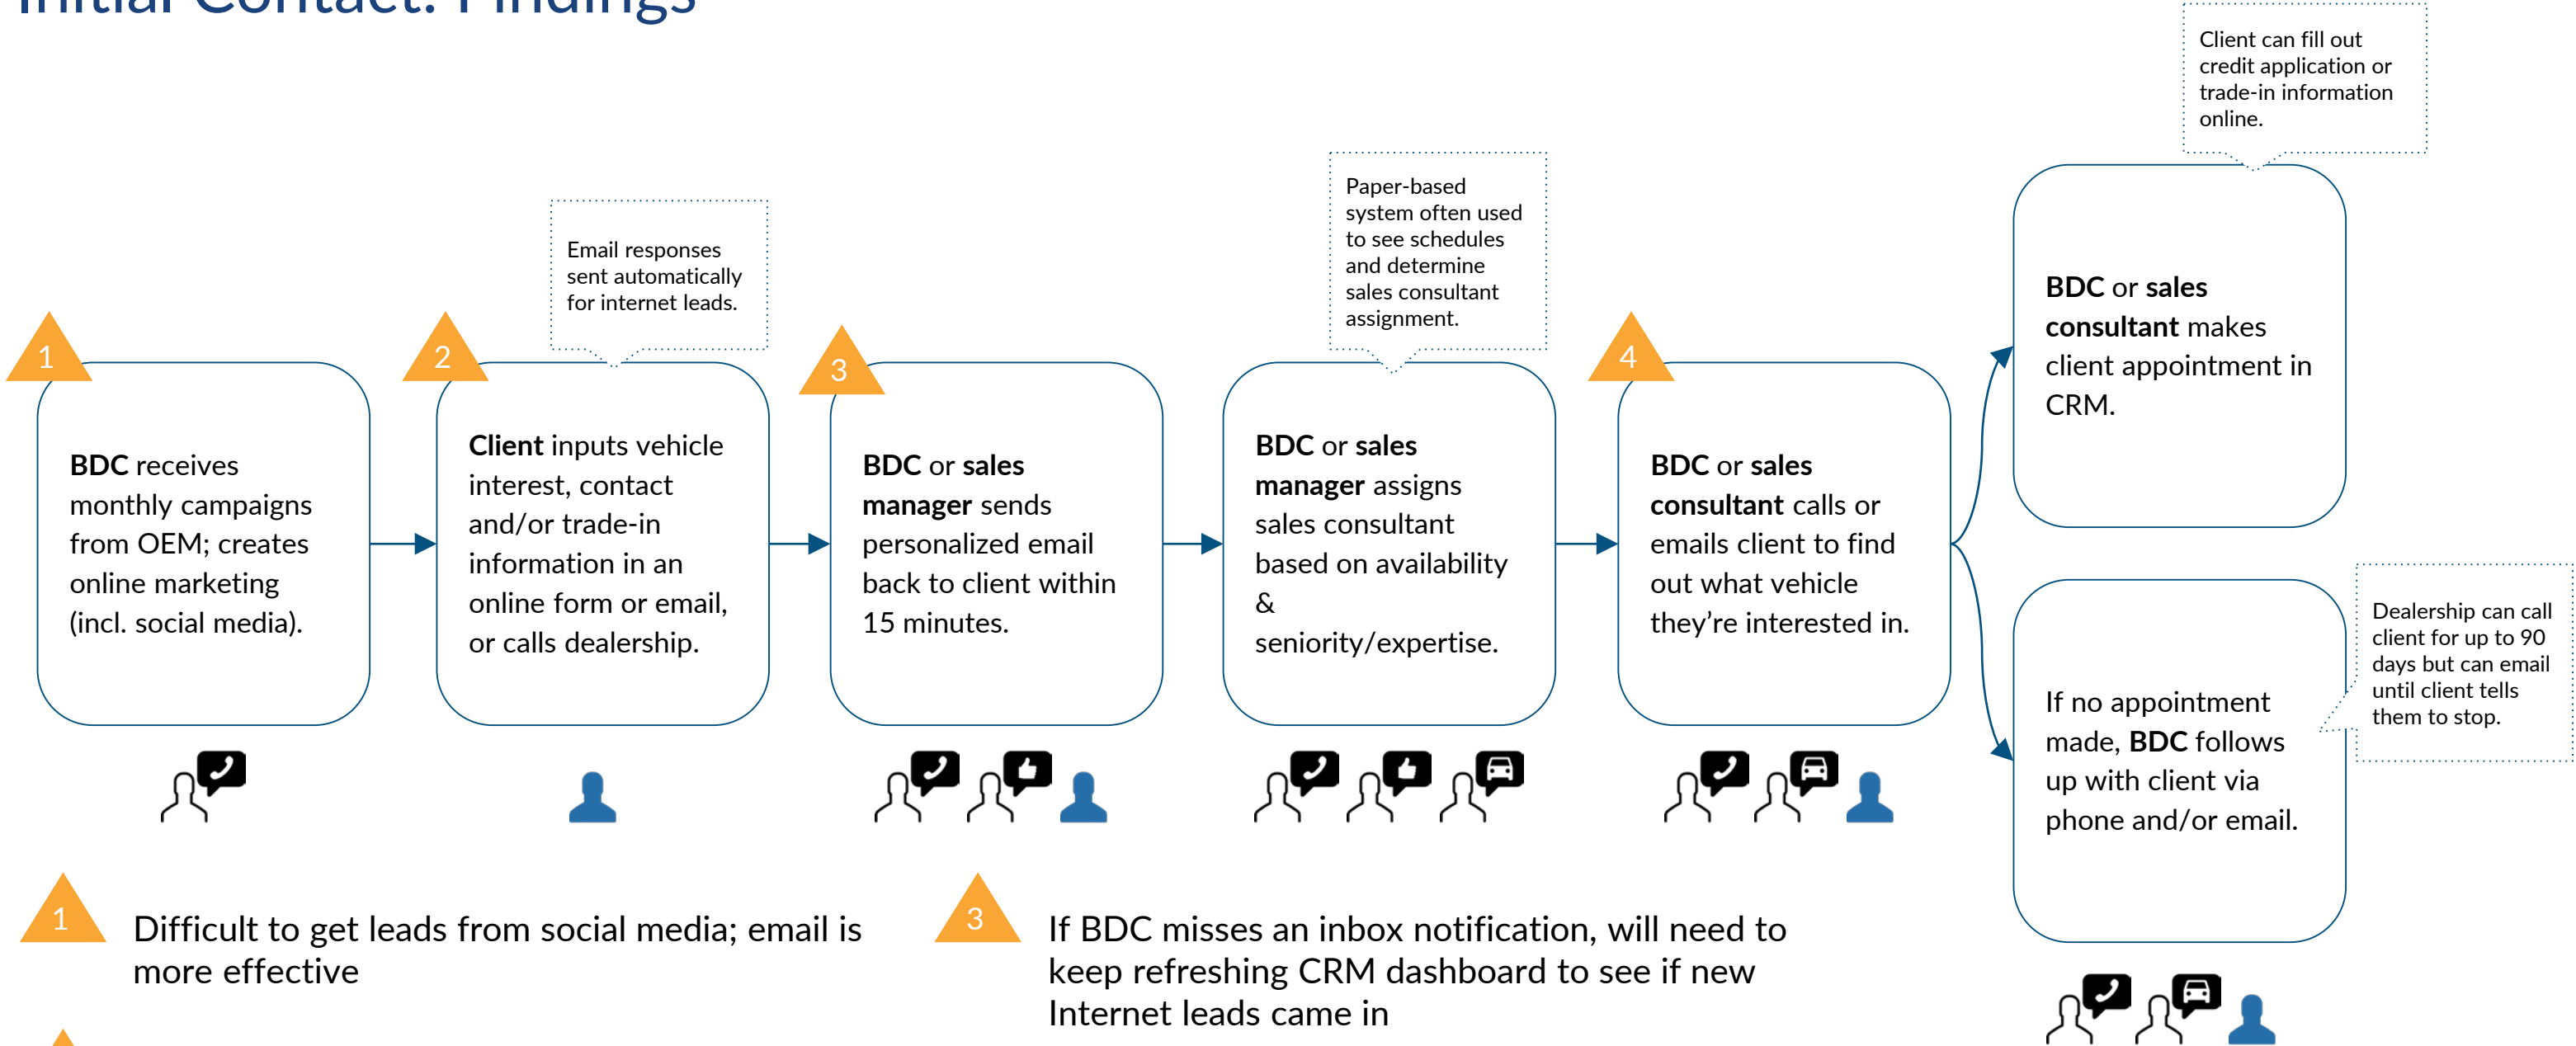 Initial Contact: Findings
Client can fill out
credit application or
trade-in information
online.
Paper-based
system often used
to see schedules
and determine
sales consultant
assignment.
Email responses
sent automatically
for internet leads.
1
BDC receives
monthly campaigns
from OEM; creates
online marketing
(incl. social media).
2
Client inputs vehicle
interest, contact
and/or trade-in
information in an
online form or email,
or calls dealership.
3
BDC or sales
manager sends
personalized email
back to client within
15 minutes.
BDC or sales
manager assigns
sales consultant
based on availability
&
seniority/expertise.
4
BDC or sales
consultant calls or
emails client to find
out what vehicle
they’re interested in.
BDC or sales
consultant makes
client appointment in
CRM.
If no appointment
made, BDC follows
up with client via
phone and/or email.
Dealership can call
client for up to 90
days but can email
until client tells
them to stop.
1
Difficult to get leads from social media; email is
more effective
3
If BDC misses an inbox notification, will need to
keep refreshing CRM dashboard to see if new
Internet leads came in